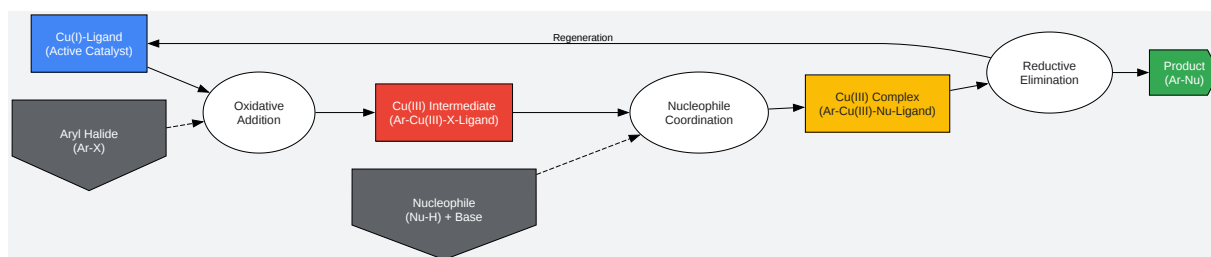 Cu(I)-Ligand
(Active Catalyst)
Regeneration
Aryl Halide
(Ar-X)
Oxidative
Addition
Cu(III) Intermediate
(Ar-Cu(III)-X-Ligand)
Nucleophile
(Nu-H) + Base
Nucleophile
Coordination
Cu(III) Complex
(Ar-Cu(III)-Nu-Ligand)
Reductive
Elimination
Product
(Ar-Nu)